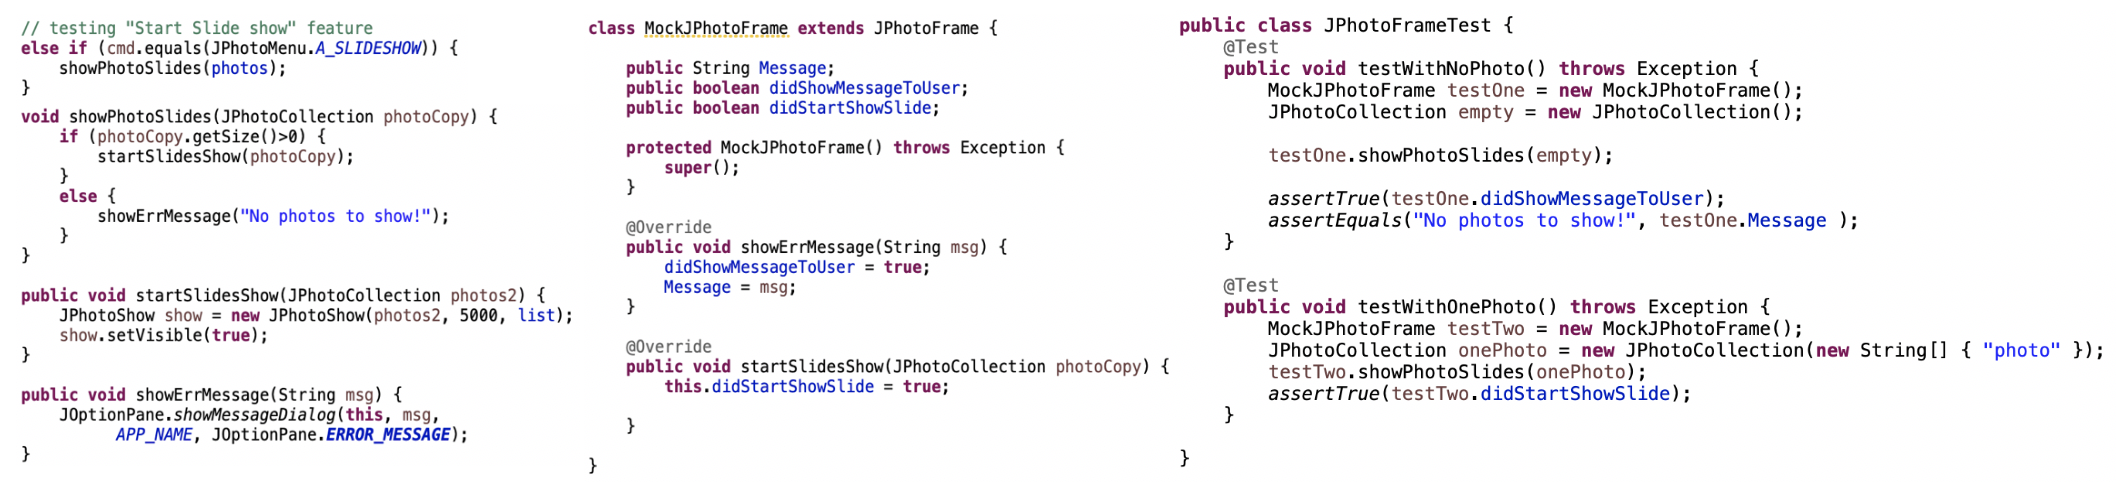 // testing "Start Slide show" feature
else if (cmd.equals(JPhotoMenu.A_SLIDESHOW)) {
    showPhotoSlides(photos);
}
void showPhotoSlides(JPhotoCollection photoCopy) {
    if (photoCopy.getSize()>0) {
        startSlidesShow(photoCopy);
    }
    else {
        showErrMessage("No photos to show!");
    }
}
public void startSlidesShow(JPhotoCollection photos2) {
    JPhotoShow show = new JPhotoShow(photos2, 5000, list);
    show.setVisible(true);
}
public void showErrMessage(String msg) {
    JOptionPane.showMessageDialog(this, msg,
          APP_NAME, JOptionPane.ERROR_MESSAGE);
}
class MockJPhotoFrame extends JPhotoFrame {
    public String Message;
    public boolean didShowMessageToUser;
    public boolean didStartShowSlide;
    protected MockJPhotoFrame() throws Exception {
        super();
    }
    @Override
    public void showErrMessage(String msg) {
        didShowMessageToUser = true;
        Message = msg;
    }
    @Override
    public void startSlidesShow(JPhotoCollection photoCopy) {
        this.didStartShowSlide = true;
    }
}
public class JPhotoFrameTest {
    @Test
    public void testWithNoPhoto() throws Exception {
        MockJPhotoFrame testOne = new MockJPhotoFrame();
        JPhotoCollection empty = new JPhotoCollection();
        testOne.showPhotoSlides(empty);
        assertTrue(testOne.didShowMessageToUser);
        assertEquals("No photos to show!", testOne.Message );
    }
    @Test
    public void testWithOnePhoto() throws Exception {
        MockJPhotoFrame testTwo = new MockJPhotoFrame();
        JPhotoCollection onePhoto = new JPhotoCollection(new String[] { "photo" });
        testTwo.showPhotoSlides(onePhoto);
        assertTrue(testTwo.didStartShowSlide);
    }
}